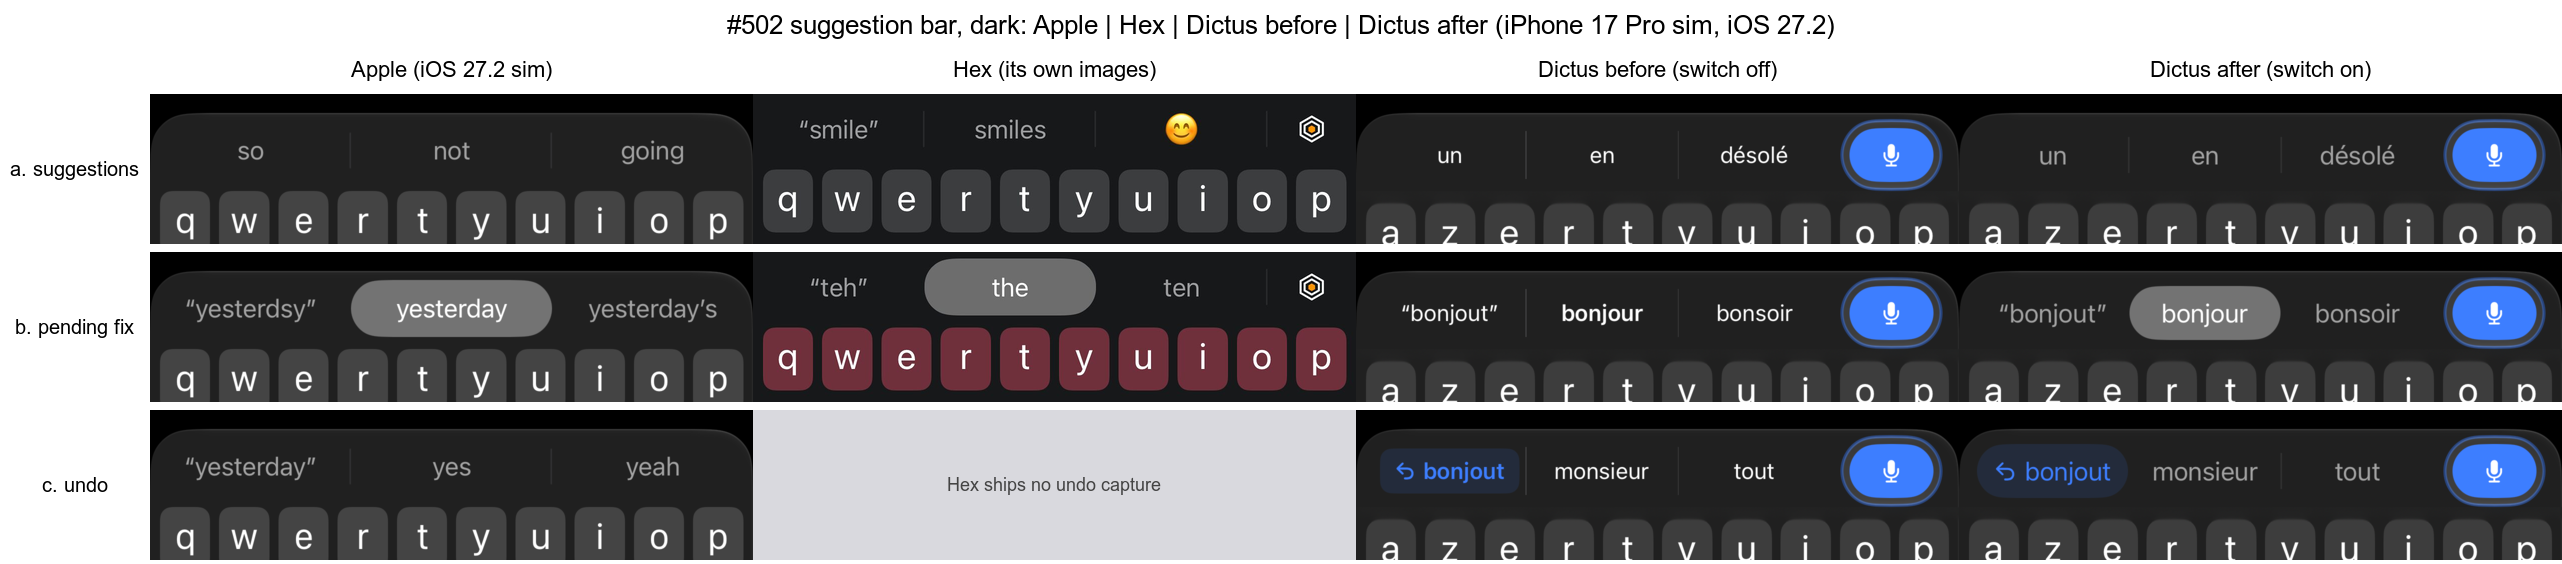 #502 suggestion bar, dark: Apple | Hex | Dictus before | Dictus after (iPhone 17 Pro sim, iOS 27.2)
Apple (iOS 27.2 sim) Hex (its own images) Dictus before (switch off) Dictus after (switch on)
a. suggestions
so not going
q w e r t y u i o p
“smile” smiles 😊
q w e r t y u i o p
un en désolé
a z e r t y u i o p
un en désolé
a z e r t y u i o p
b. pending fix
“yesterdsy” yesterday yesterday’s
q w e r t y u i o p
“teh” the ten
q w e r t y u i o p
“bonjout” bonjour bonsoir
a z e r t y u i o p
“bonjout” bonjour bonsoir
a z e r t y u i o p
c. undo
“yesterday” yes yeah
q w e r t y u i o p
Hex ships no undo capture
bonjout monsieur tout
a z e r t y u i o p
bonjout monsieur tout
a z e r t y u i o p